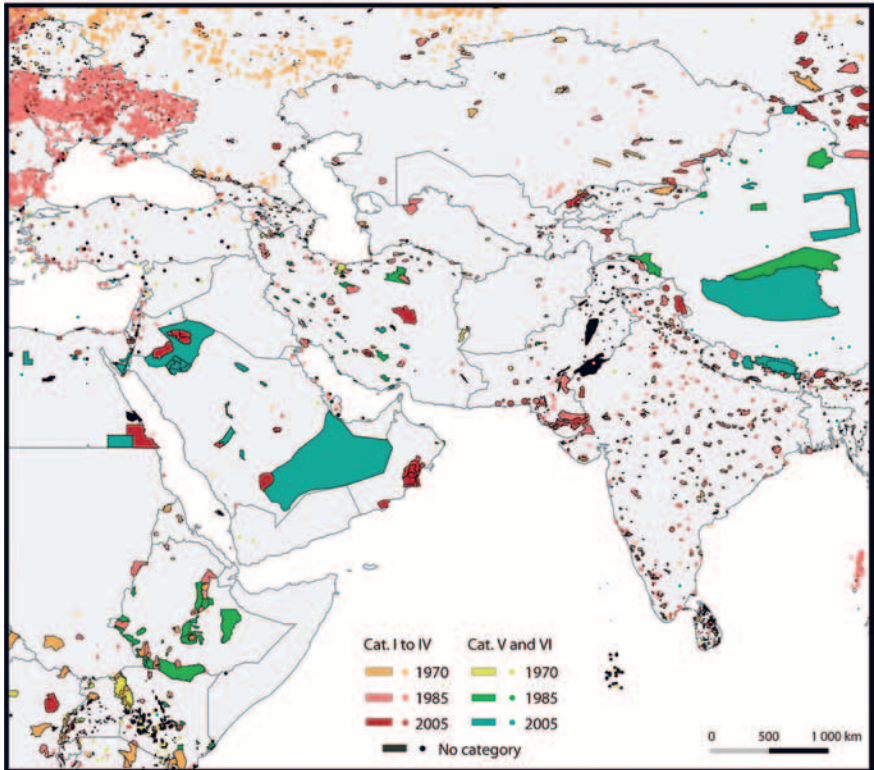 Cat. I to IV Cat. V and VI
1970 1970
1985 1985
2005 2005
No category
0 500 1 000 km